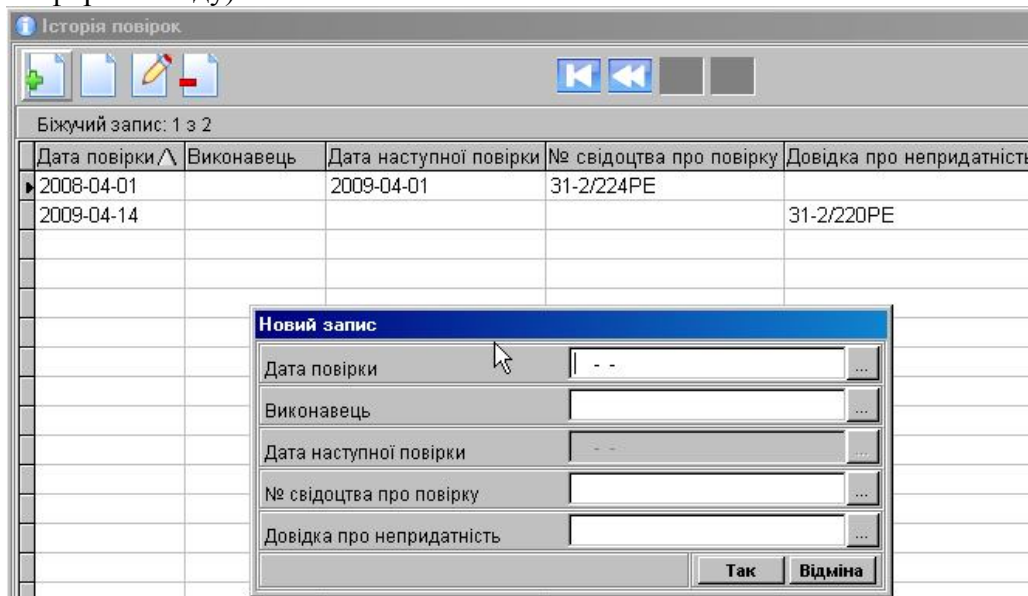 Історія повірок
Біжучий запис: 1 з 2
Дата повірки Виконавець Дата наступної повірки № свідоцтва про повірку Довідка про непридатність
2008-04-01 2009-04-01 31-2/224РЕ
2009-04-14 31-2/220РЕ
Новий запис
Дата повірки - - ...
Виконавець ...
Дата наступної повірки - - ...
№ свідоцтва про повірку ...
Довідка про непридатність ...
Так Відміна